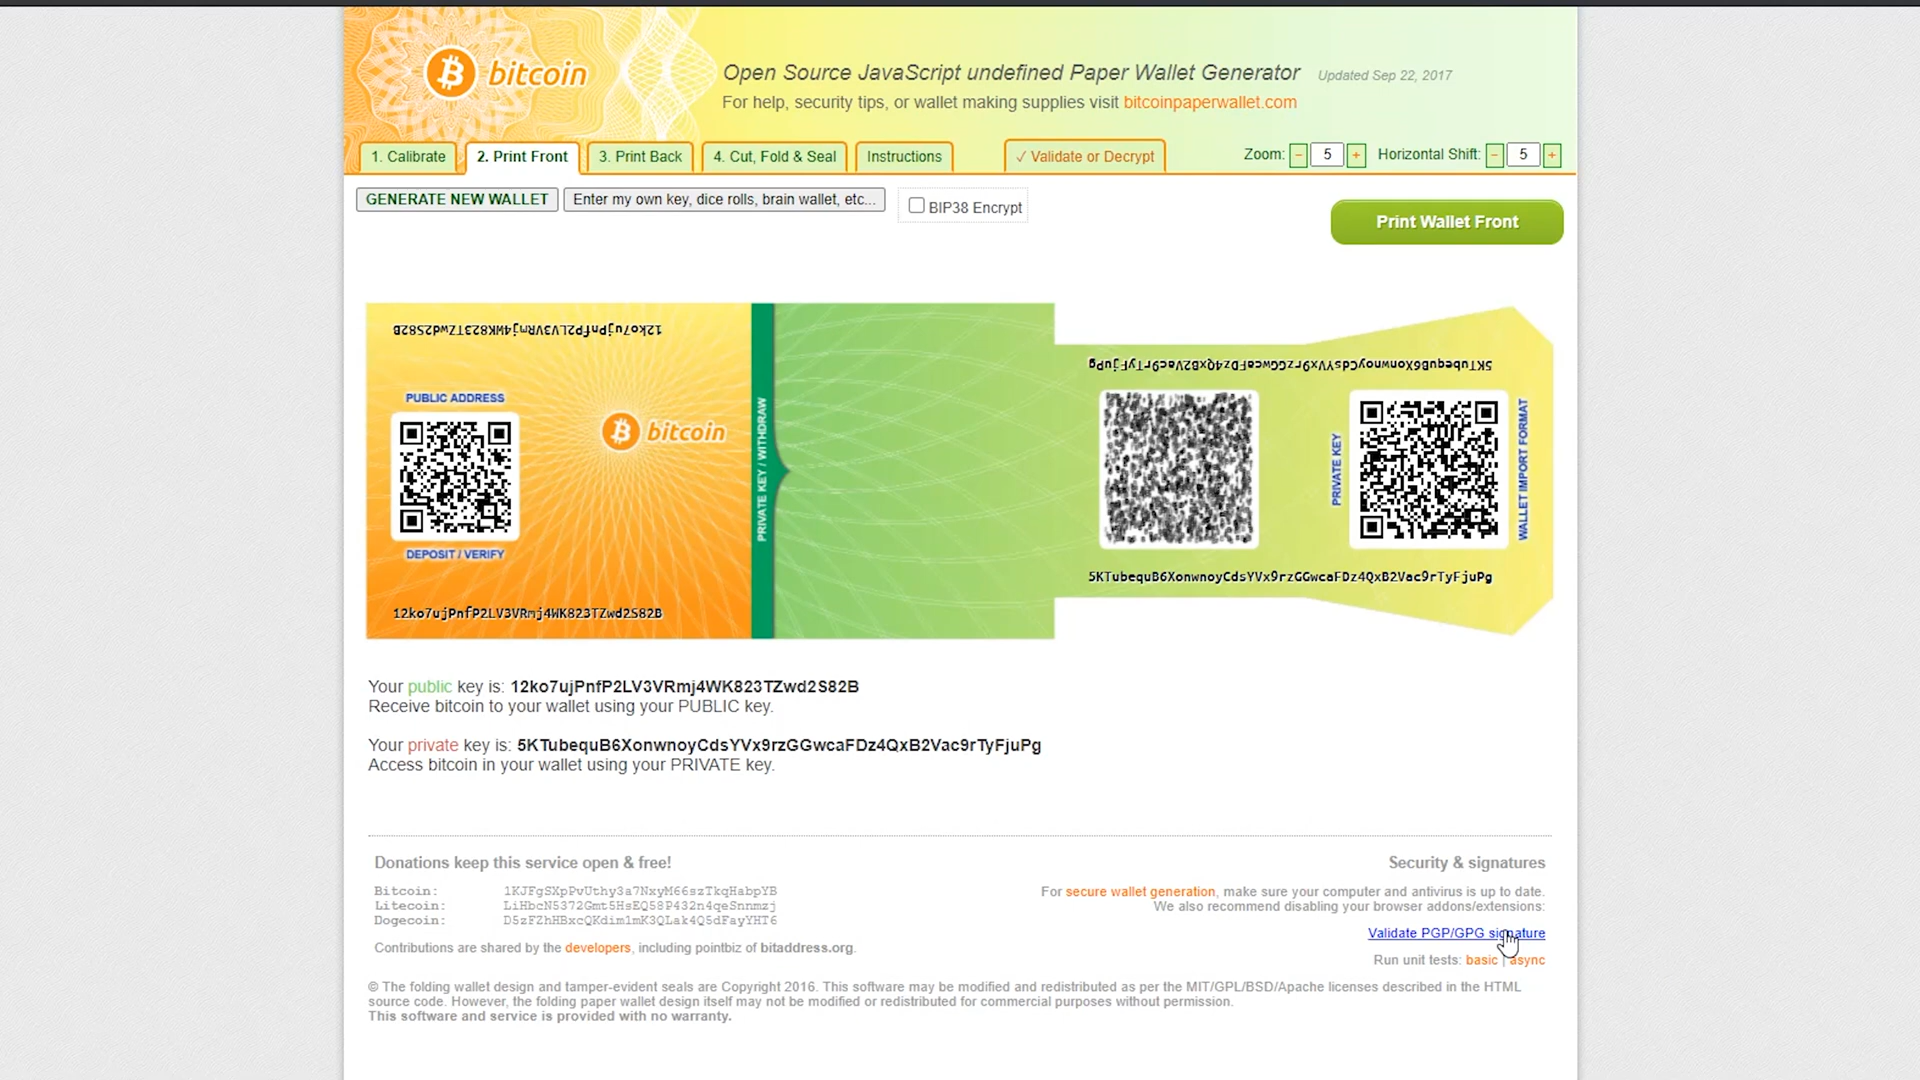 bitcoin
Open Source JavaScript undefined Paper Wallet Generator Updated Sep 22, 2017
For help, security tips, or wallet making supplies visit bitcoinpaperwallet.com
1. Calibrate 2. Print Front 3. Print Back 4. Cut, Fold & Seal Instructions ✓ Validate or Decrypt Zoom: - 5 + Horizontal Shift: - 5 +
GENERATE NEW WALLET Enter my own key, dice rolls, brain wallet, etc... BIP38 Encrypt
Print Wallet Front
12ko7ujPnfP2LV3VRmj4WK823TZwd2S82B
5KTubequB6XonwnoyCdsYVx9rzGGwcaFDz4QxB2Vac9rTyFjuPg
PUBLIC ADDRESS
bitcoin
PRIVATE KEY / WITHDRAW
PRIVATE KEY
WALLET IMPORT FORMAT
DEPOSIT / VERIFY
5KTubequB6XonwnoyCdsYVx9rzGGwcaFDz4QxB2Vac9rTyFjuPg
12ko7ujPnfP2LV3VRmj4WK823TZwd2S82B
Your public key is: 12ko7ujPnfP2LV3VRmj4WK823TZwd2S82B
Receive bitcoin to your wallet using your PUBLIC key.
Your private key is: 5KTubequB6XonwnoyCdsYVx9rzGGwcaFDz4QxB2Vac9rTyFjuPg
Access bitcoin in your wallet using your PRIVATE key.
Donations keep this service open & free!
Bitcoin: 1KJFgSXpPvUthy3a7NxyM66szTkqHabpYB
Litecoin: LiHbcN5372Gmt5HsEQ58P432n4qeSnnmzj
Dogecoin: D5zFZhHBxcQKdim1mK3QLak4Q5dFayYHT6
Contributions are shared by the developers, including pointbiz of bitaddress.org.
Security & signatures
For secure wallet generation, make sure your computer and antivirus is up to date.
We also recommend disabling your browser addons/extensions:
Validate PGP/GPG signature
Run unit tests: basic | async
© The folding wallet design and tamper-evident seals are Copyright 2016. This software may be modified and redistributed as per the MIT/GPL/BSD/Apache licenses described in the HTML
source code. However, the folding paper wallet design itself may not be modified or redistributed for commercial purposes without permission.
This software and service is provided with no warranty.